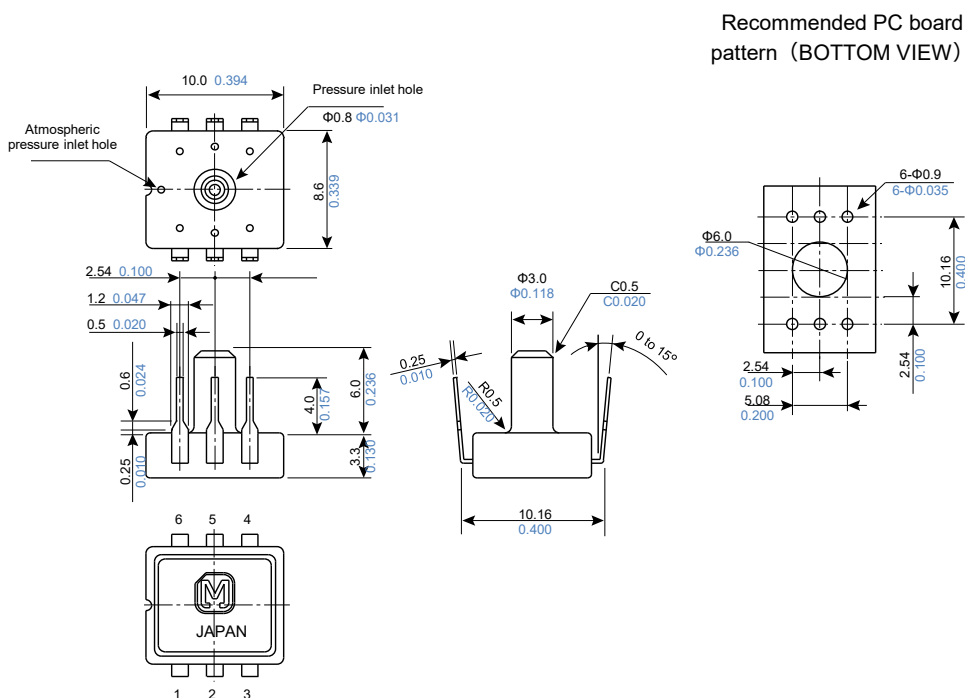 Recommended PC board
pattern（BOTTOM VIEW）
10.0 0.394
Pressure inlet hole
Φ0.8 Φ0.031
Atmospheric
pressure inlet hole
8.6
0.339
2.54 0.100
1.2 0.047
0.5 0.020
0.6
0.024
0.25
0.010
4.0
0.157
6.0
0.236
3.3
0.130
Φ3.0
Φ0.118
C0.5
C0.020
0.25
0.010
R0.5
R0.020
0 to 15°
10.16
0.400
6-Φ0.9
6-Φ0.035
Φ6.0
Φ0.236
10.16
0.400
2.54
0.100
2.54
0.100
5.08
0.200
6 5 4
M
JAPAN
1 2 3